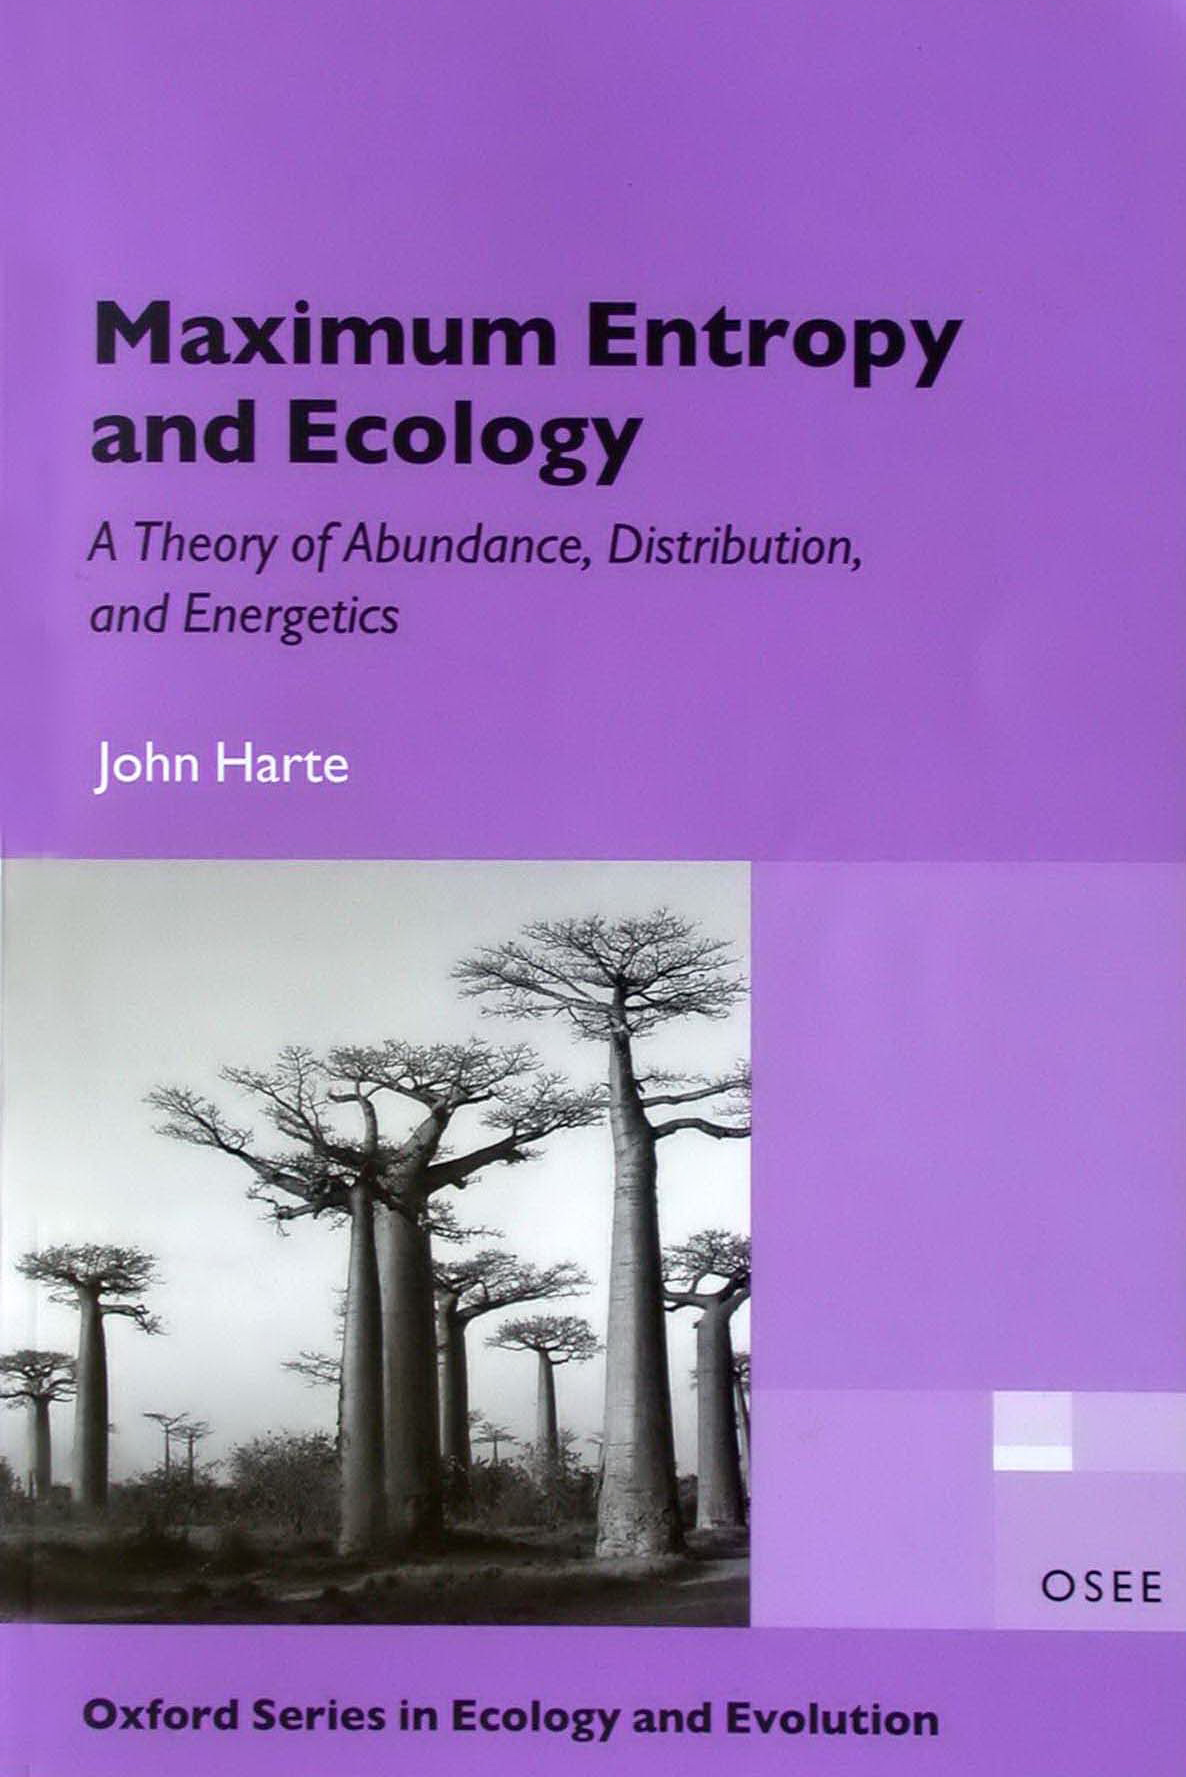 Maximum Entropy
and Ecology
A Theory of Abundance, Distribution,
and Energetics
John Harte
OSEE
Oxford Series in Ecology and Evolution